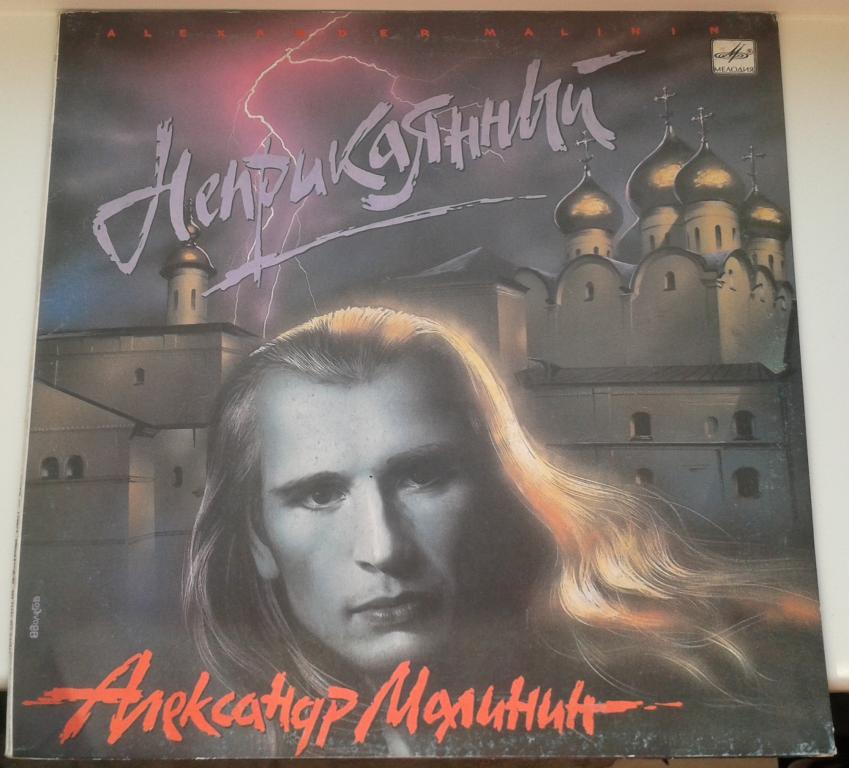 ALEXANDER MALININ
МЕЛОДИЯ
Неприкаянный
Александр Малинин